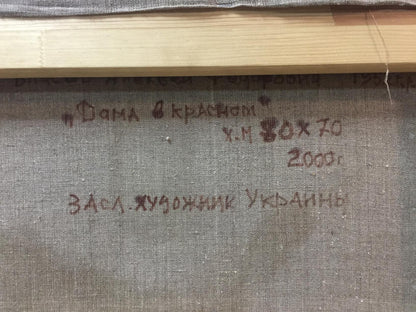 „Дама в красном"
х.м 80х70
2000г.
Засл. художник Украины